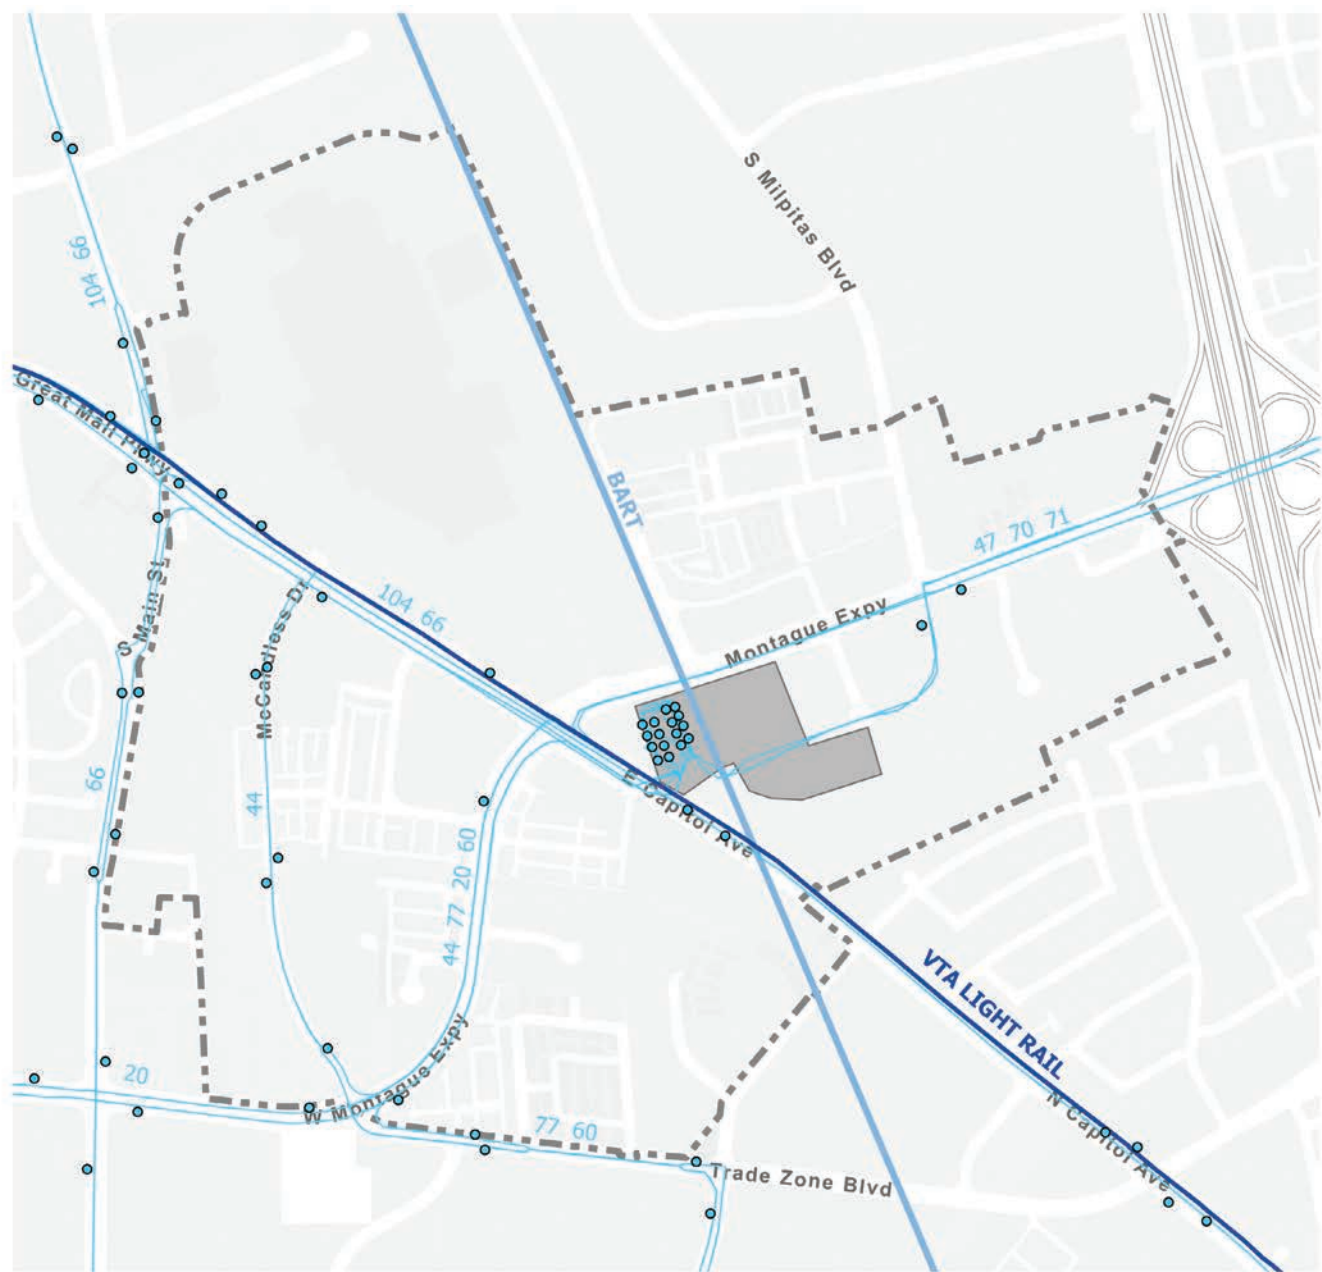 S Milpitas Blvd
104 66
Great Mall Pkwy
BART
47 70 71
104 66
S Main St
McCandless Dr
Montague Expy
66
44
E Capitol Ave
44 77 20 60
VTA LIGHT RAIL
20
W Montague Expy
77 60
N Capitol Ave
Trade Zone Blvd